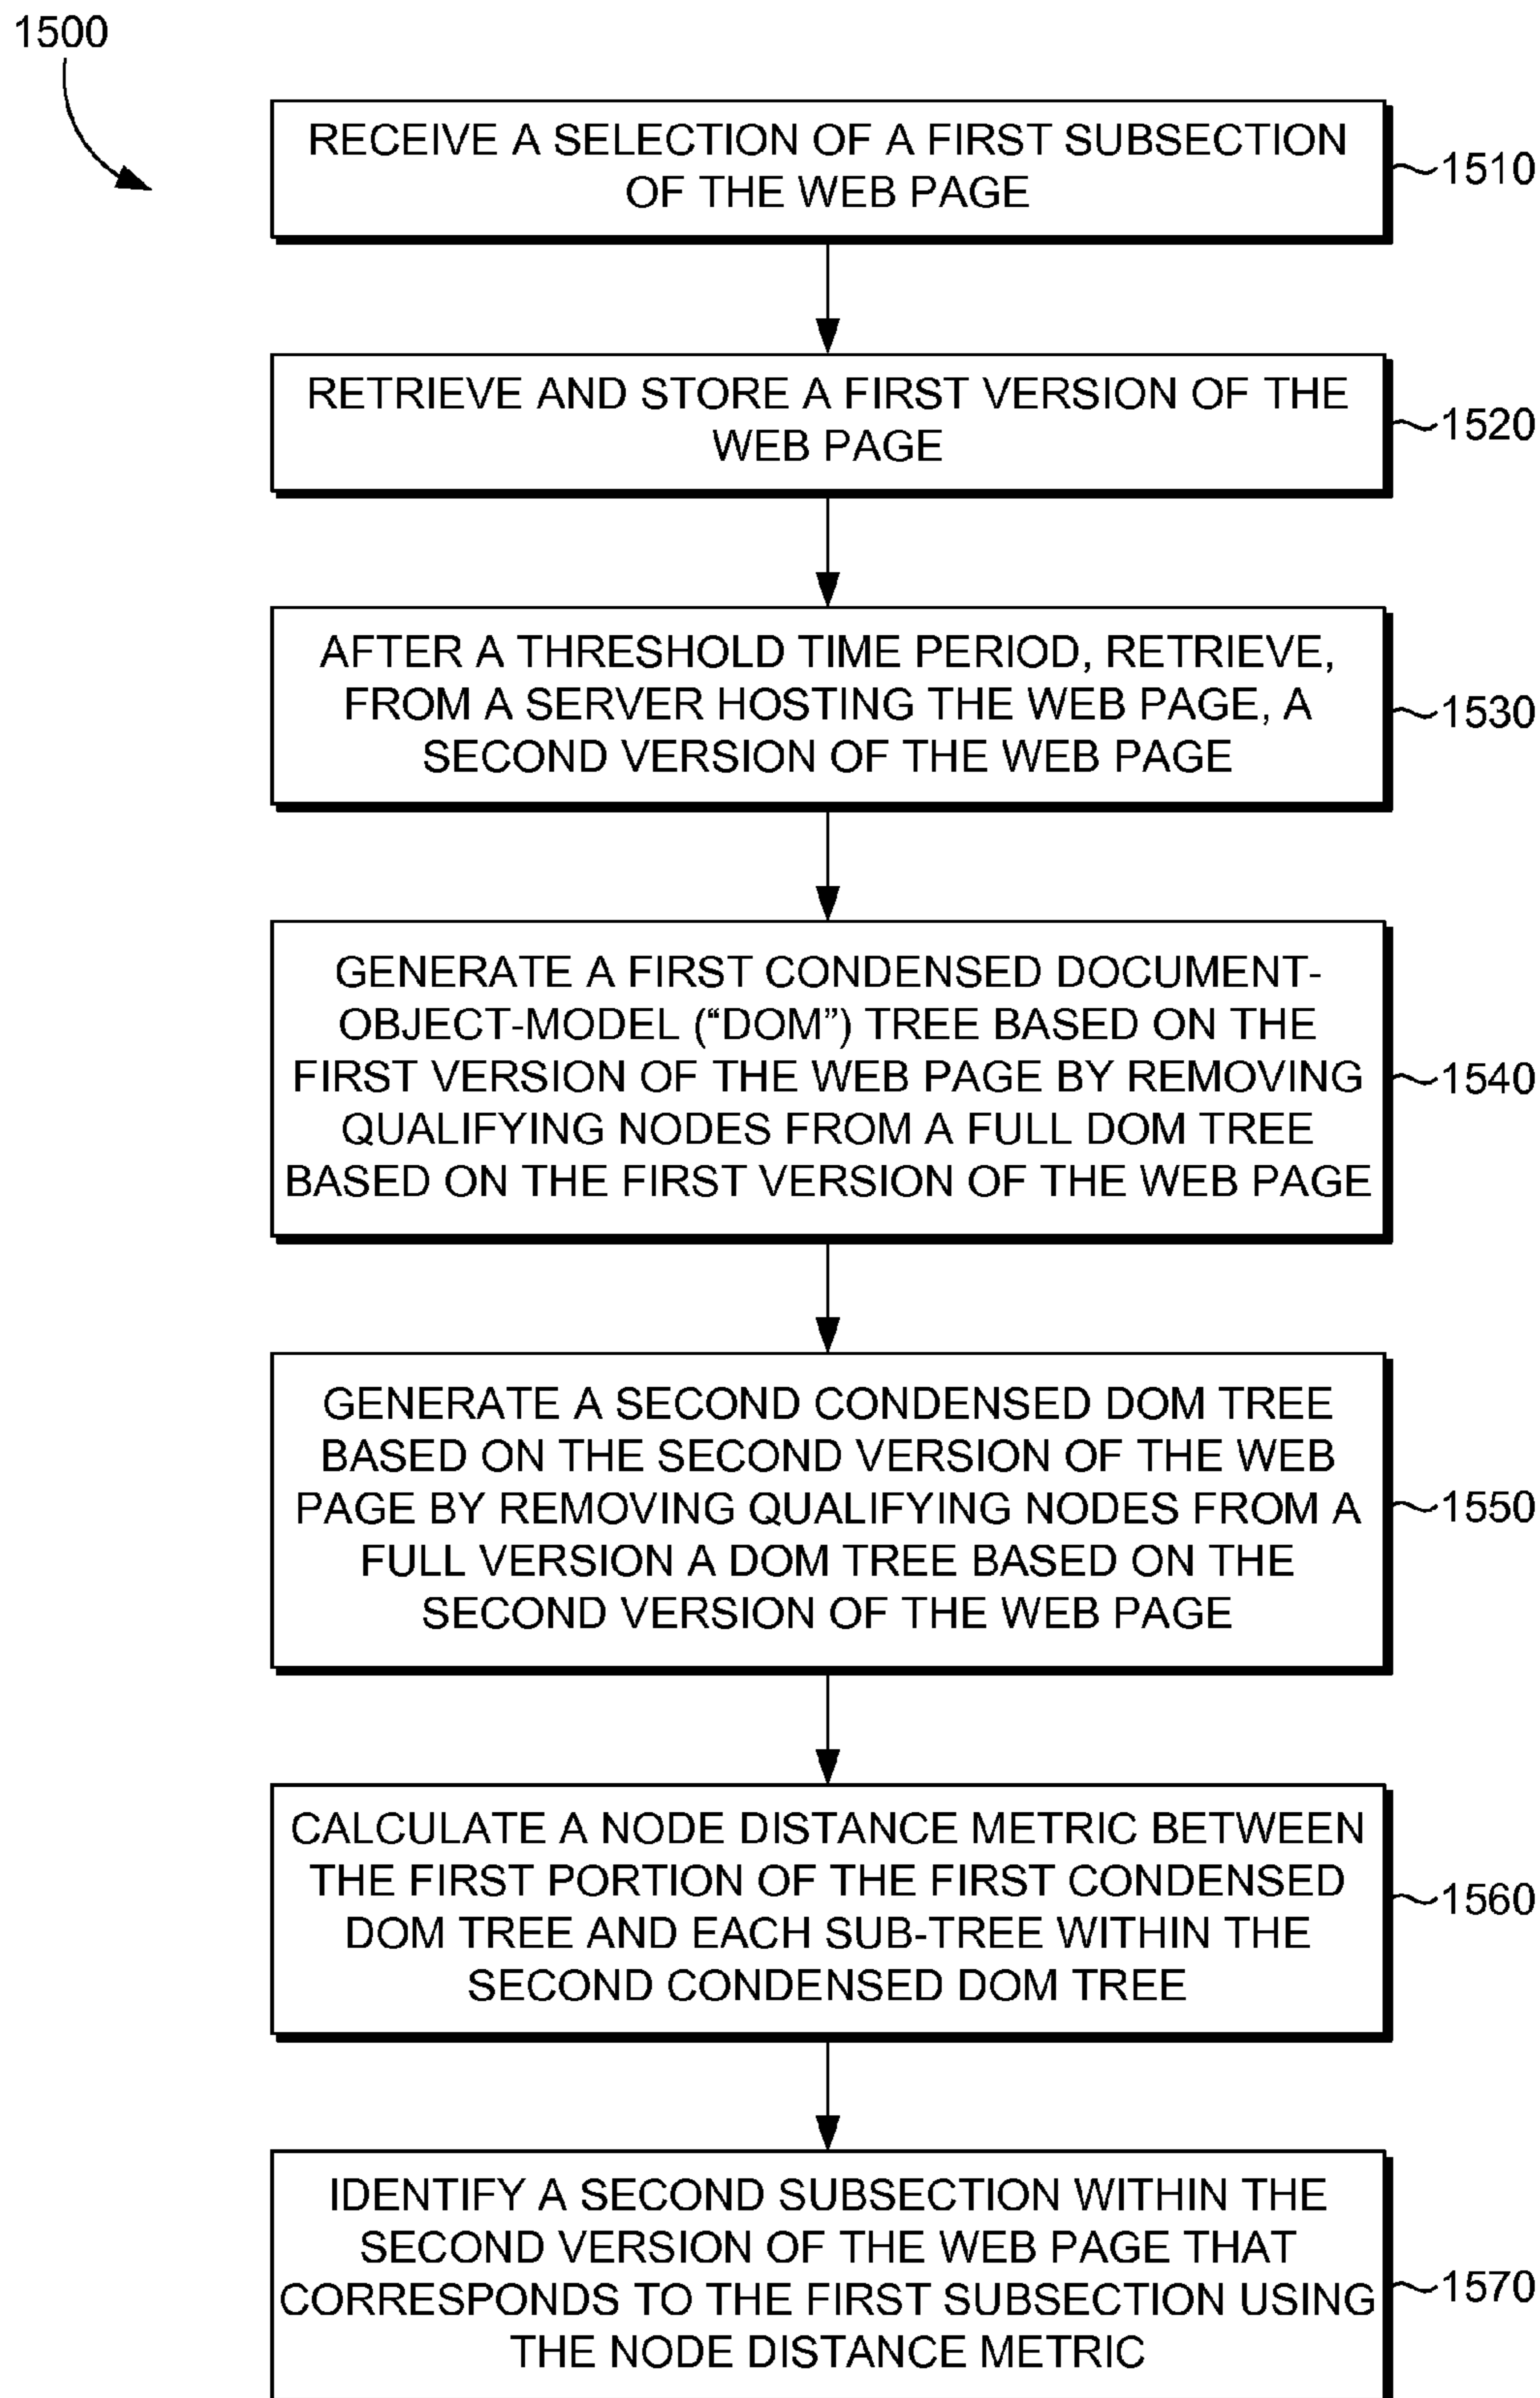 1500
RECEIVE A SELECTION OF A FIRST SUBSECTION
OF THE WEB PAGE
1510
RETRIEVE AND STORE A FIRST VERSION OF THE
WEB PAGE
1520
AFTER A THRESHOLD TIME PERIOD, RETRIEVE,
FROM A SERVER HOSTING THE WEB PAGE, A
SECOND VERSION OF THE WEB PAGE
1530
GENERATE A FIRST CONDENSED DOCUMENT-
OBJECT-MODEL (“DOM”) TREE BASED ON THE
FIRST VERSION OF THE WEB PAGE BY REMOVING
QUALIFYING NODES FROM A FULL DOM TREE
BASED ON THE FIRST VERSION OF THE WEB PAGE
1540
GENERATE A SECOND CONDENSED DOM TREE
BASED ON THE SECOND VERSION OF THE WEB
PAGE BY REMOVING QUALIFYING NODES FROM A
FULL VERSION A DOM TREE BASED ON THE
SECOND VERSION OF THE WEB PAGE
1550
CALCULATE A NODE DISTANCE METRIC BETWEEN
THE FIRST PORTION OF THE FIRST CONDENSED
DOM TREE AND EACH SUB-TREE WITHIN THE
SECOND CONDENSED DOM TREE
1560
IDENTIFY A SECOND SUBSECTION WITHIN THE
SECOND VERSION OF THE WEB PAGE THAT
CORRESPONDS TO THE FIRST SUBSECTION USING
THE NODE DISTANCE METRIC
1570